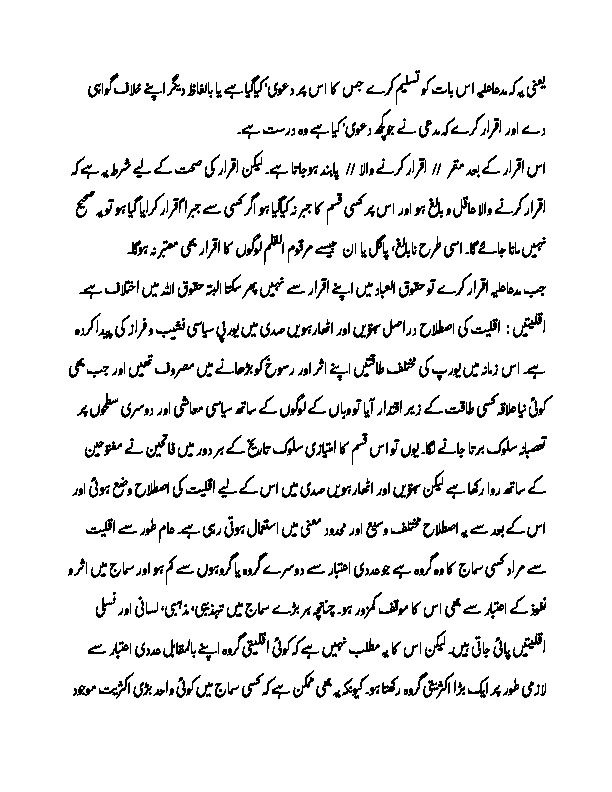 یعنی یہ کہ مدعاعلیہ اس بات کو تسلیم کرے جس کا اس پر دعویٰ کیاگیا ہے یا بالفاظ دیگر اپنے خلاف گواہی
دے اور اقرار کرے کہ مدعی نے جوکچھ دعویٰ کیا ہے وہ درست ہے۔
اس اقرار کے بعد مقر // اقرار کرنے والا // پابند ہوجاتا ہے۔ لیکن اقرار کی صحت کے لیے شرط یہ ہے کہ
اقرار کرنے والا عاقل و بالغ ہو اور اس پر کسی قسم کا جبر نہ کیاگیا ہو اگر کسی سے جبراً اقرار کرایا گیا ہو تو یہ صحیح
نہیں مانا جائے گا۔ اسی طرح نابالغ، پاگل یا ان جیسے مرقوم القلم لوگوں کا اقرار بھی معتبر نہ ہوگا۔
جب مدعاعلیہ اقرار کرے تو حقوق العباد میں اپنے اقرار سے نہیں پھر سکتا البتہ حقوق اللہ میں اختلاف ہے۔
اقلیتیں : اقلیت کی اصطلاح دراصل سترہویں اور اٹھارہویں صدی میں یورپی سیاسی نشیب و فراز کی پیدا کردہ
ہے۔ اس زمانہ میں یورپ کی مختلف طاقتیں اپنے اثر اور رسوخ کو بڑھانے میں مصروف تھیں اور جب بھی
کوئی نیا علاقہ کسی طاقت کے زیر اقتدار آیا تو وہاں کے لوگوں کے ساتھ سیاسی معاشی اور دوسری سطحوں پر
تعصبانہ سلوک برتا جانے لگا۔ یوں تو اس قسم کا امتیازی سلوک تاریخ کے ہر دور میں فاتحین نے مفتوحین
کے ساتھ روا رکھا ہے لیکن سترہویں اور اٹھارہویں صدی میں اس کے لیے اقلیت کی اصطلاح وضع ہوئی اور
اس کے بعد سے یہ اصطلاح مختلف وسیع اور محدود معنی میں استعمال ہوتی رہی ہے۔ عام طور سے اقلیت
سے مراد کسی سماج کا وہ گروہ ہے جو عددی اعتبار سے دوسرے گروہ یا گروہوں سے کم ہو اور سماج میں اثر و
نفوذ کے اعتبار سے بھی اس کا موقف کمزور ہو۔ چنانچہ ہر بڑے سماج میں تہذیبی، مذہبی، لسانی اور نسلی
اقلیتیں پائی جاتی ہیں۔ لیکن اس کا یہ مطلب نہیں ہے کہ کوئی اقلیتی گروہ اپنے بالمقابل عددی اعتبار سے
لازمی طور پر ایک بڑا اکثریتی گروہ رکھتا ہو۔ کیونکہ یہ بھی ممکن ہے کہ کسی سماج میں کوئی واحد بڑی اکثریت موجود